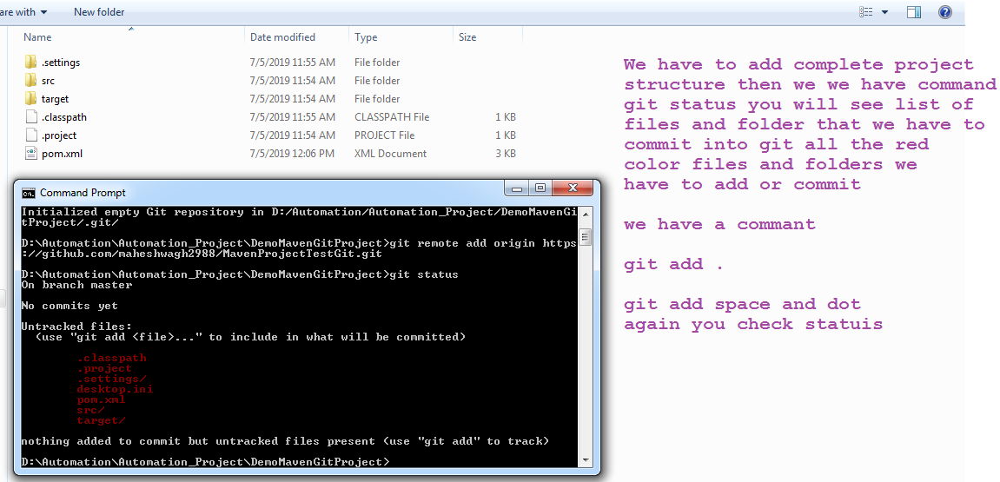 are with New folder
Name Date modified Type Size
.settings 7/5/2019 11:55 AM File folder
src 7/5/2019 11:54 AM File folder
target 7/5/2019 11:54 AM File folder
.classpath 7/5/2019 11:55 AM CLASSPATH File 1 KB
.project 7/5/2019 11:54 AM PROJECT File 1 KB
pom.xml 7/5/2019 12:06 PM XML Document 3 KB
Command Prompt
Initialized empty Git repository in D:/Automation/Automation_Project/DemoMavenGi
tProject/.git/
D:\Automation\Automation_Project\DemoMavenGitProject>git remote add origin https
://github.com/maheshwagh2988/MavenProjectTestGit.git
D:\Automation\Automation_Project\DemoMavenGitProject>git status
On branch master
No commits yet
Untracked files:
(use "git add <file>..." to include in what will be committed)
.classpath
.project
.settings/
desktop.ini
pom.xml
src/
target/
nothing added to commit but untracked files present (use "git add" to track)
D:\Automation\Automation_Project\DemoMavenGitProject>
We have to add complete project
structure then we we have command
git status you will see list of
files and folder that we have to
commit into git all the red
color files and folders we
have to add or commit
we have a commant
git add .
git add space and dot
again you check statuis